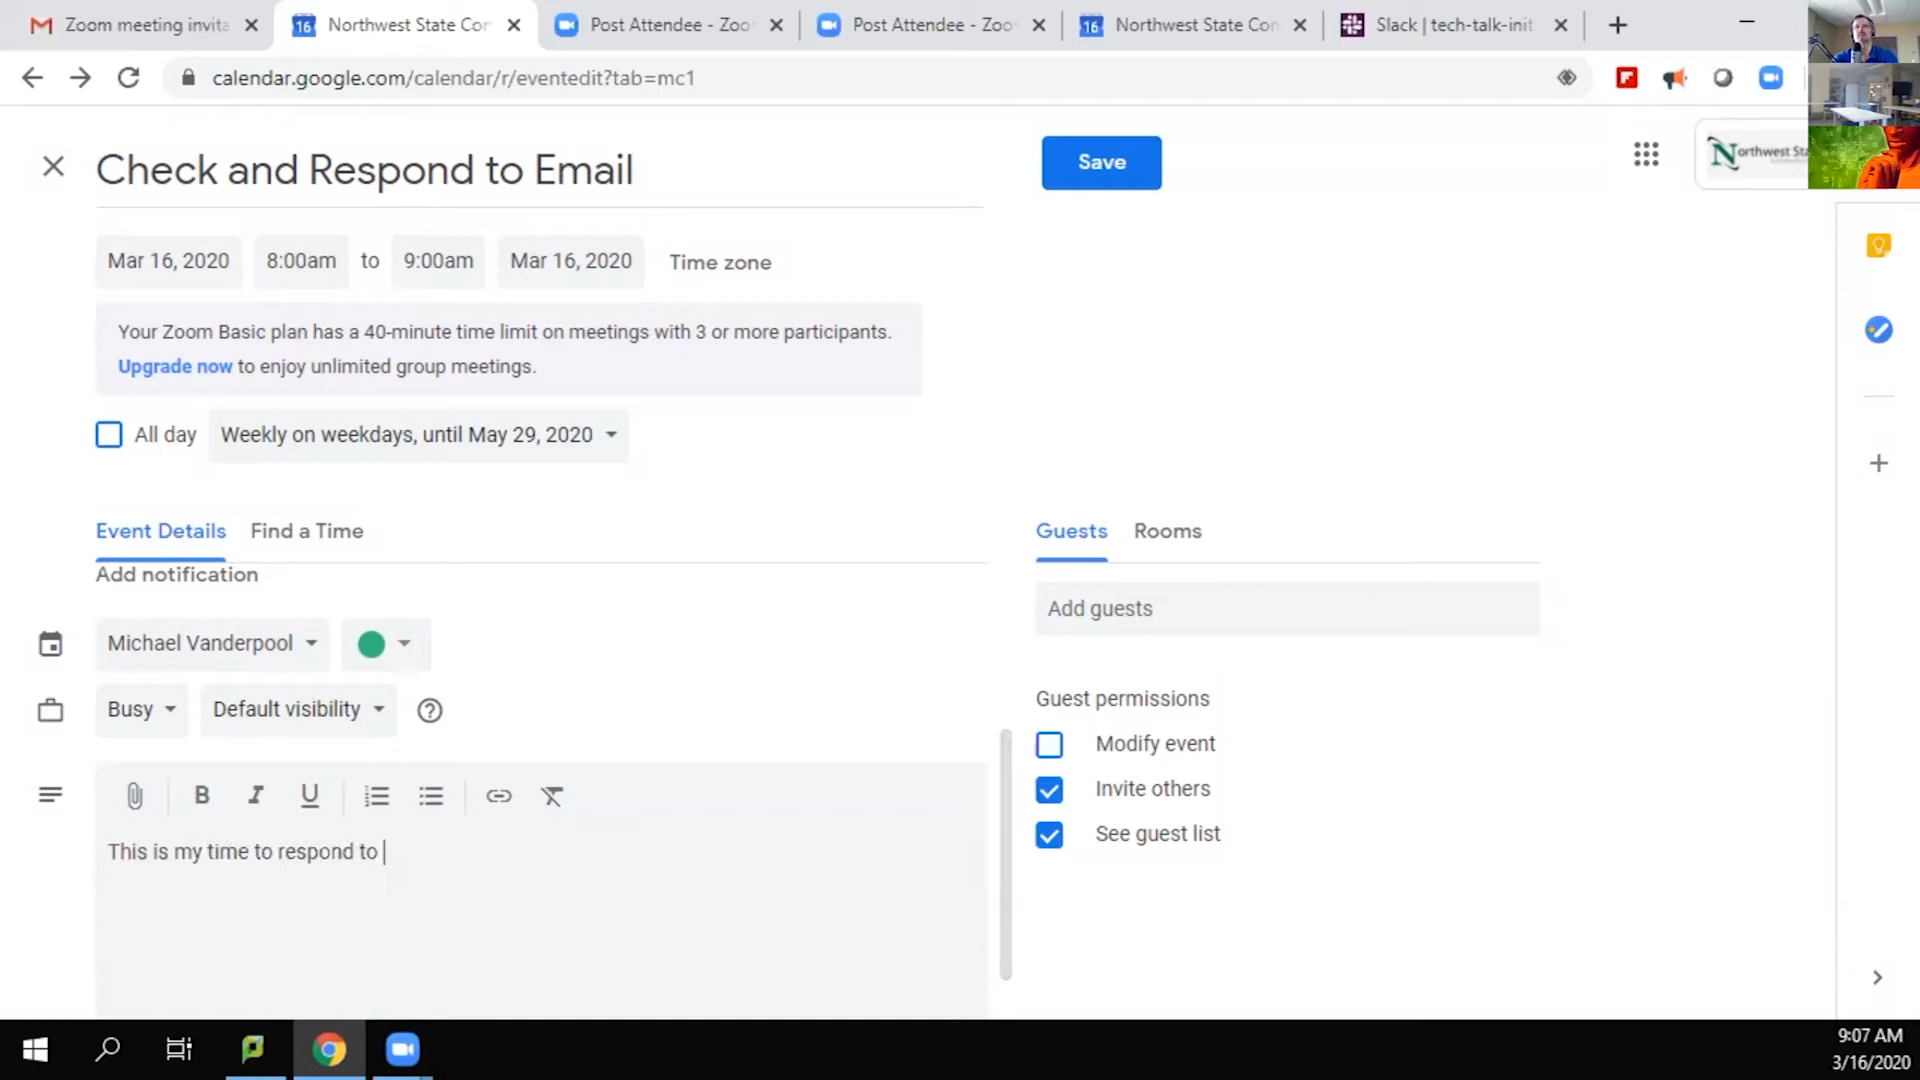 Zoom meeting invita
Northwest State Con
Post Attendee - Zoo
Post Attendee - Zoo
Northwest State Con
Slack | tech-talk-init
calendar.google.com/calendar/r/eventedit?tab=mc1
Check and Respond to Email
Save
Northwest Sta
Mar 16, 2020 8:00am to 9:00am Mar 16, 2020 Time zone
Your Zoom Basic plan has a 40-minute time limit on meetings with 3 or more participants.
Upgrade now to enjoy unlimited group meetings.
All day Weekly on weekdays, until May 29, 2020
Event Details Find a Time
Guests Rooms
Add notification
Add guests
Michael Vanderpool
Busy Default visibility
Guest permissions
Modify event
Invite others
See guest list
B I U
This is my time to respond to
9:07 AM
3/16/2020